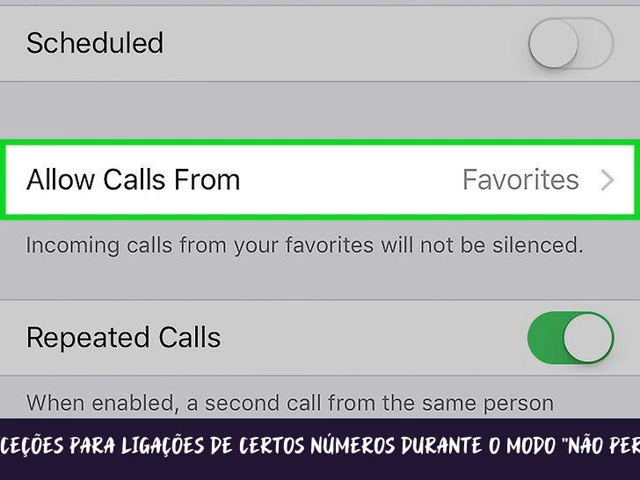 Scheduled
Allow Calls From Favorites
Incoming calls from your favorites will not be silenced.
Repeated Calls
When enabled, a second call from the same person
CEÇÕES PARA LIGAÇÕES DE CERTOS NÚMEROS DURANTE O MODO "NÃO PER